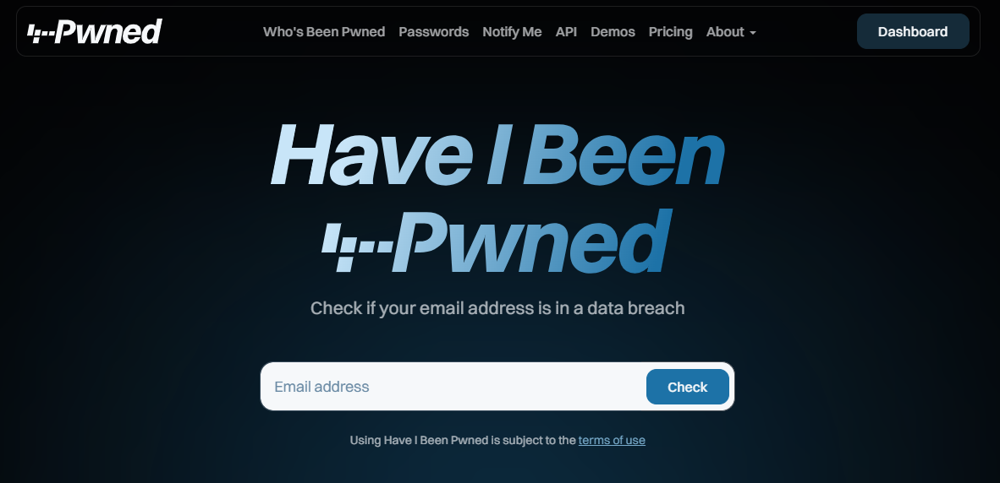 Pwned
Who's Been Pwned Passwords Notify Me API Demos Pricing About
Dashboard
Have I Been
Pwned
Check if your email address is in a data breach
Email address
Check
Using Have I Been Pwned is subject to the terms of use